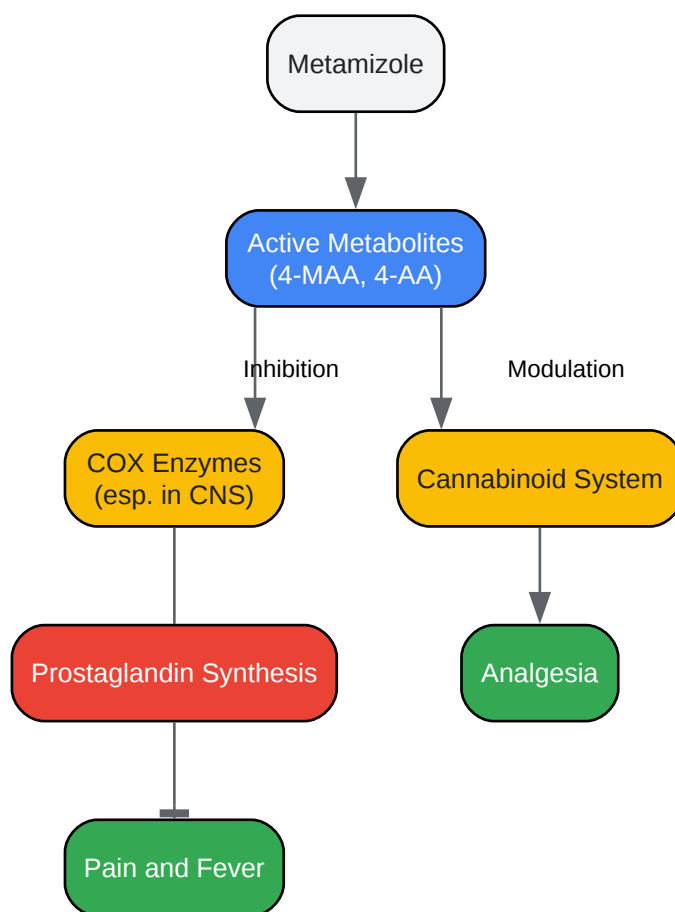 Metamizole
Active Metabolites
(4-MAA, 4-AA)
Inhibition
Modulation
COX Enzymes
(esp. in CNS)
Cannabinoid System
Prostaglandin Synthesis
Analgesia
Pain and Fever